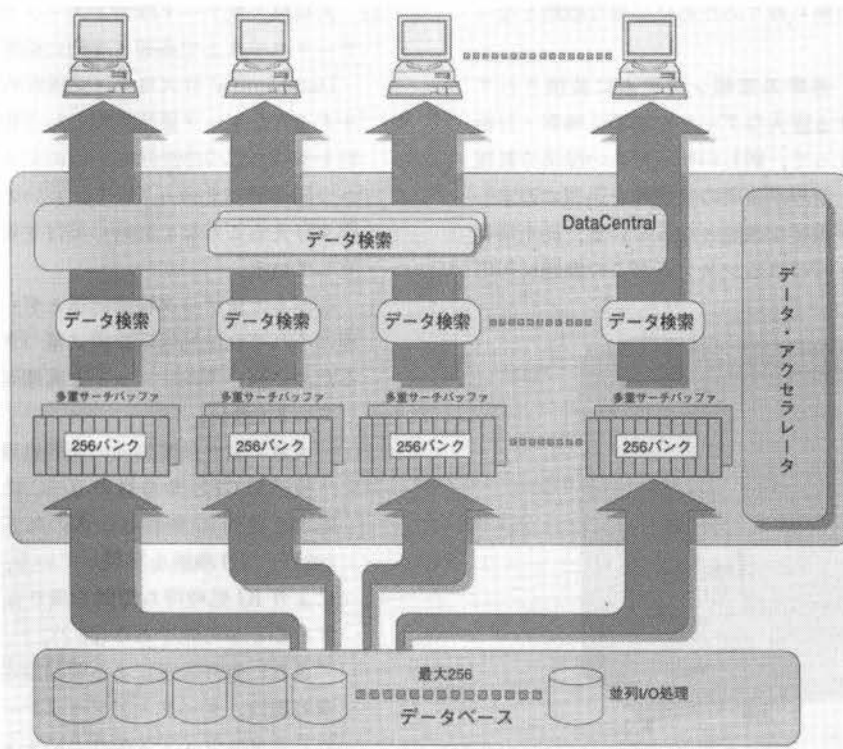 DataCentral
データ検索
データ検索
データ検索
データ検索
データ検索
データ・アクセラレータ
多重サーチバッファ
多重サーチバッファ
多重サーチバッファ
多重サーチバッファ
256バンク
256バンク
256バンク
256バンク
最大256
並列I/O処理
データベース